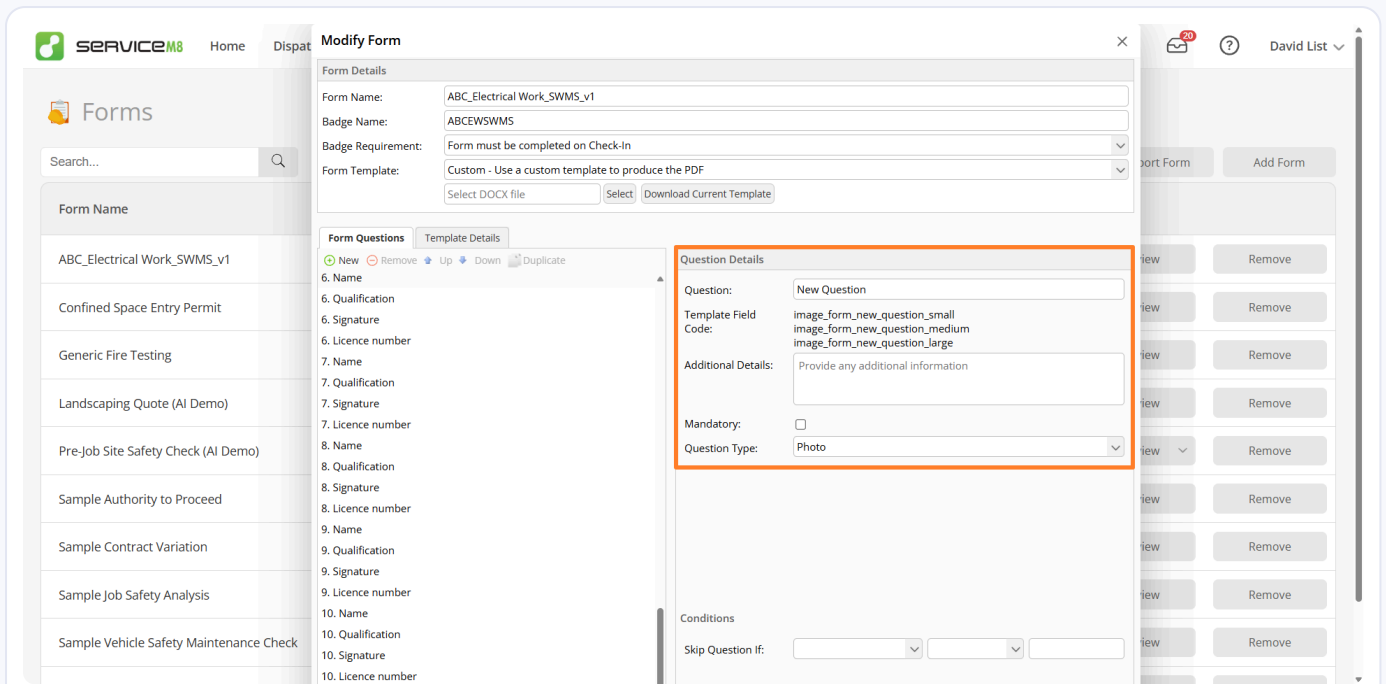 SERVICEM8
Home
Dispat
20
David List
Forms
Search...
ort Form
Add Form
Form Name
ABC_Electrical Work_SWMS_v1
iew
Remove
Confined Space Entry Permit
iew
Remove
Generic Fire Testing
iew
Remove
Landscaping Quote (AI Demo)
iew
Remove
Pre-Job Site Safety Check (AI Demo)
iew
Remove
Sample Authority to Proceed
iew
Remove
Sample Contract Variation
iew
Remove
Sample Job Safety Analysis
iew
Remove
Sample Vehicle Safety Maintenance Check
iew
Remove
Modify Form
Form Details
Form Name:
ABC_Electrical Work_SWMS_v1
Badge Name:
ABCEWSWMS
Badge Requirement:
Form must be completed on Check-In
Form Template:
Custom - Use a custom template to produce the PDF
Select DOCX file
Select
Download Current Template
Form Questions
Template Details
New
Remove
Up
Down
Duplicate
6. Name
6. Qualification
6. Signature
6. Licence number
7. Name
7. Qualification
7. Signature
7. Licence number
8. Name
8. Qualification
8. Signature
8. Licence number
9. Name
9. Qualification
9. Signature
9. Licence number
10. Name
10. Qualification
10. Signature
10. Licence number
Question Details
Question:
New Question
Template Field
Code:
image_form_new_question_small
image_form_new_question_medium
image_form_new_question_large
Additional Details:
Provide any additional information
Mandatory:
Question Type:
Photo
Conditions
Skip Question If: